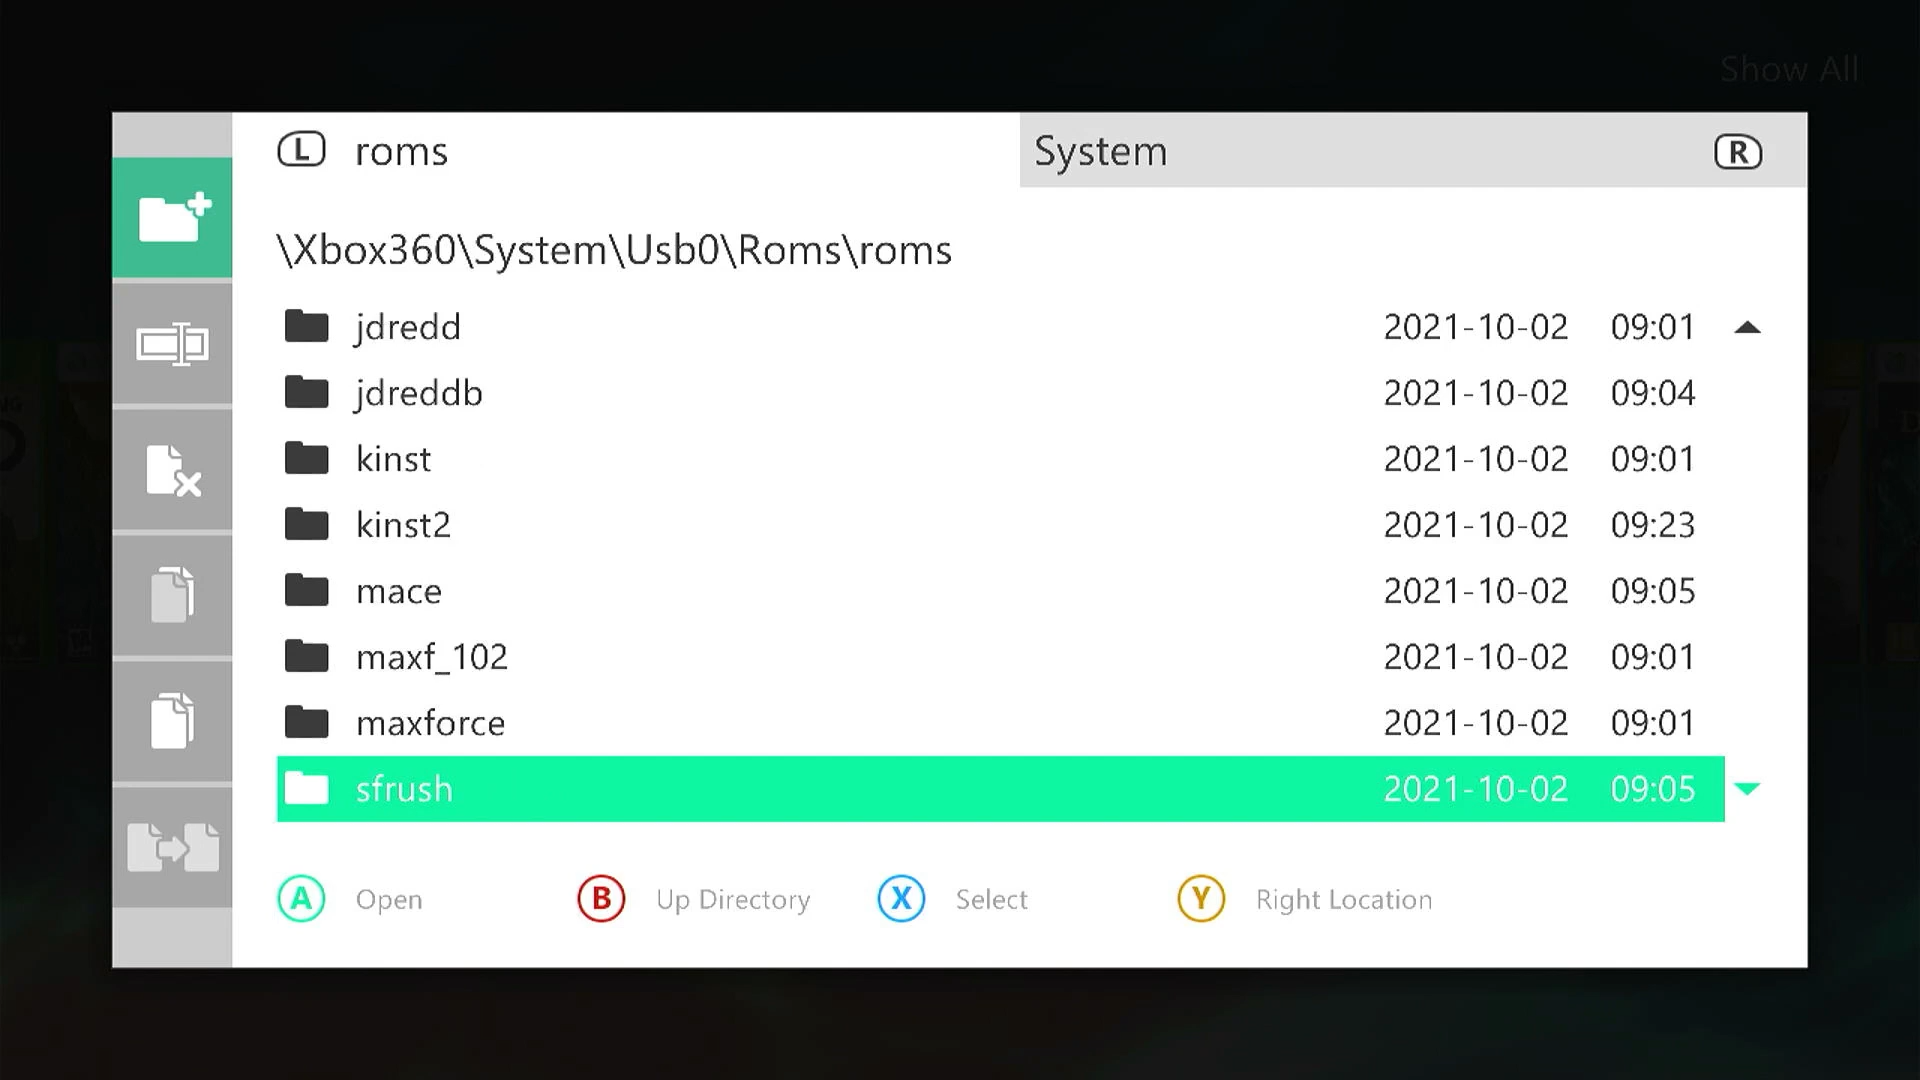 Show All
L roms
System R
\Xbox360\System\Usb0\Roms\roms
jdredd 2021-10-02 09:01
jdreddb 2021-10-02 09:04
kinst 2021-10-02 09:01
kinst2 2021-10-02 09:23
mace 2021-10-02 09:05
maxf_102 2021-10-02 09:01
maxforce 2021-10-02 09:01
sfrush 2021-10-02 09:05
A Open B Up Directory X Select Y Right Location